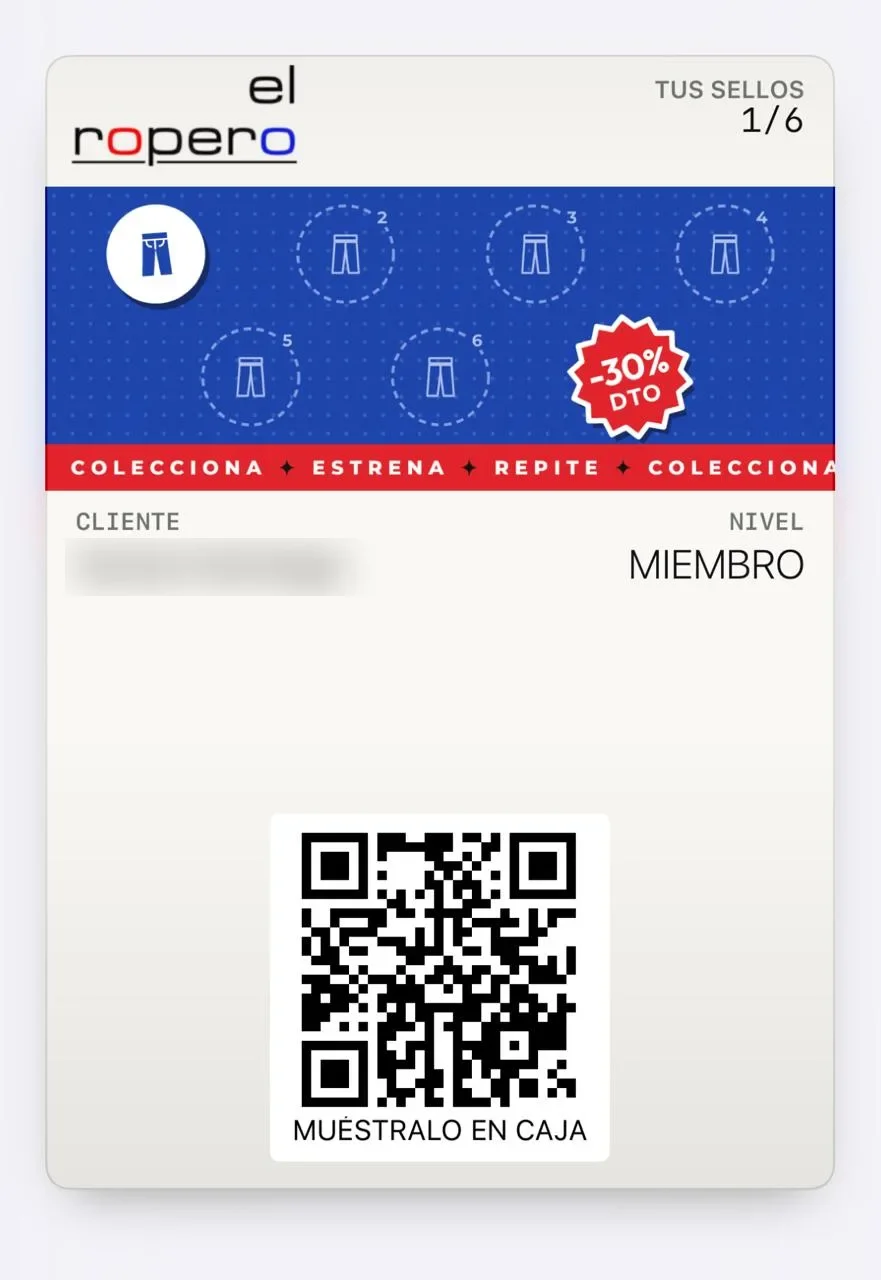 el
ropero
TUS SELLOS
1/6
2
3
4
5
6
-30%
DTO
COLECCIONA ✦ ESTRENA ✦ REPITE ✦ COLECCIONA
CLIENTE
NIVEL
MIEMBRO
MUÉSTRALO EN CAJA